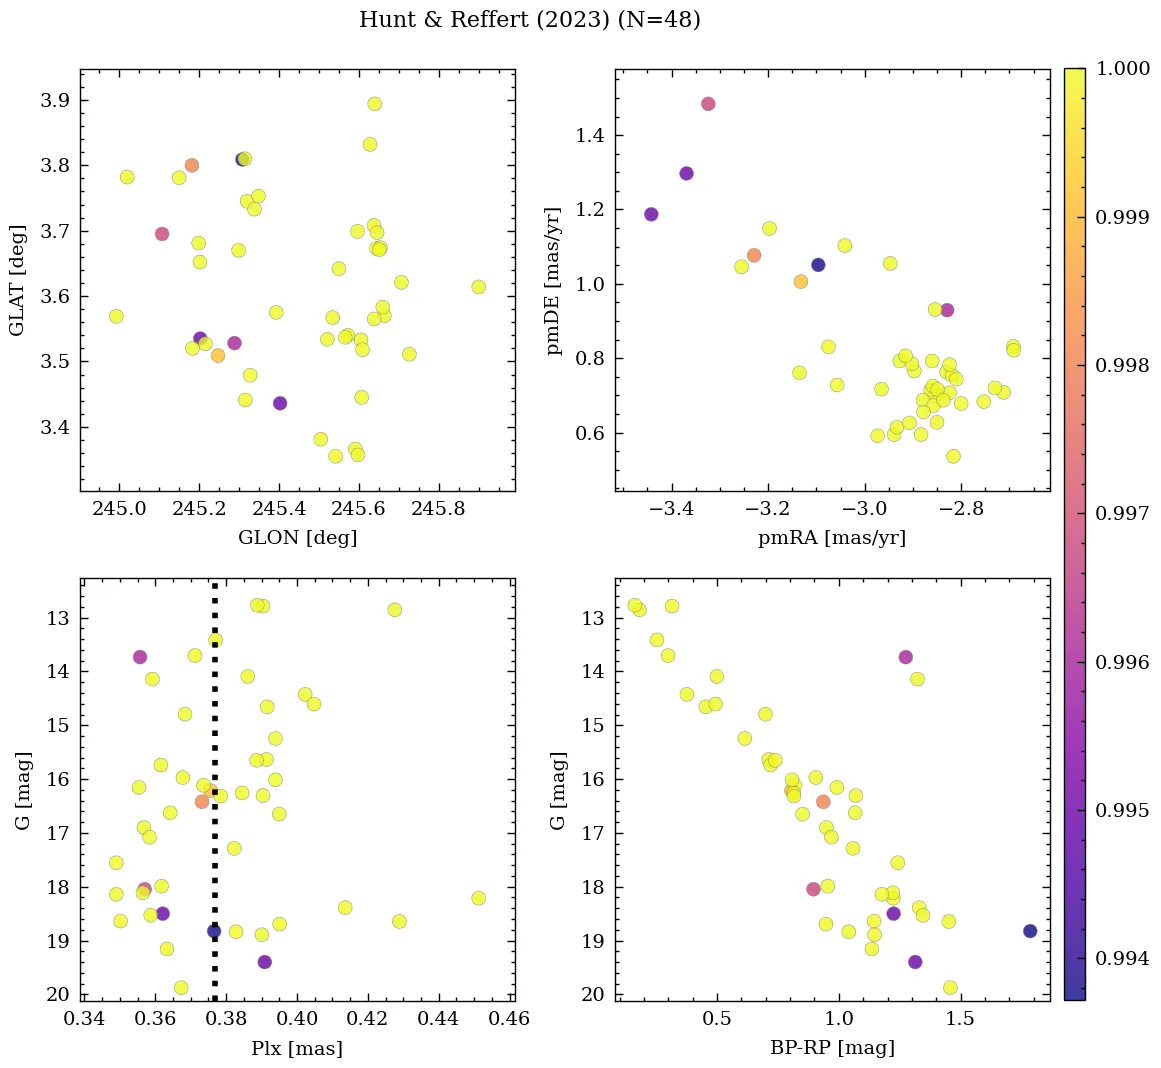 Hunt & Reffert (2023) (N=48)
3.9
3.8
3.7
3.6
3.5
3.4
GLAT [deg]
245.0 245.2 245.4 245.6 245.8
GLON [deg]
1.4
1.2
1.0
0.8
0.6
pmDE [mas/yr]
−3.4 −3.2 −3.0 −2.8
pmRA [mas/yr]
13
14
15
16
17
18
19
20
G [mag]
0.34 0.36 0.38 0.40 0.42 0.44 0.46
Plx [mas]
13
14
15
16
17
18
19
20
G [mag]
0.5 1.0 1.5
BP-RP [mag]
1.000
0.999
0.998
0.997
0.996
0.995
0.994